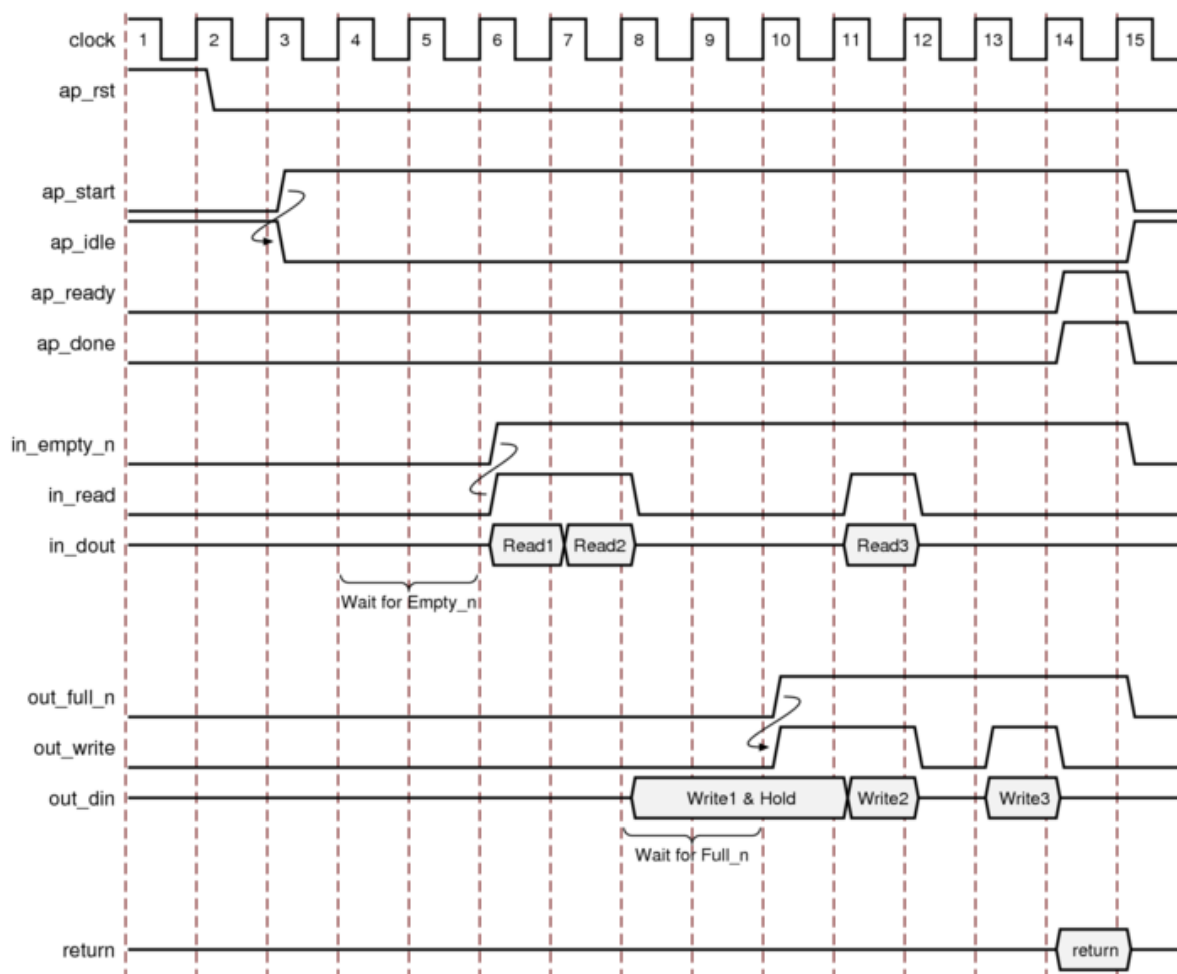 clock 1 2 3 4 5 6 7 8 9 10 11 12 13 14 15
ap_rst
ap_start
ap_idle
ap_ready
ap_done
in_empty_n
in_read
in_dout Read1 Read2 Read3
Wait for Empty_n
out_full_n
out_write
out_din Write1 & Hold Write2 Write3
Wait for Full_n
return return